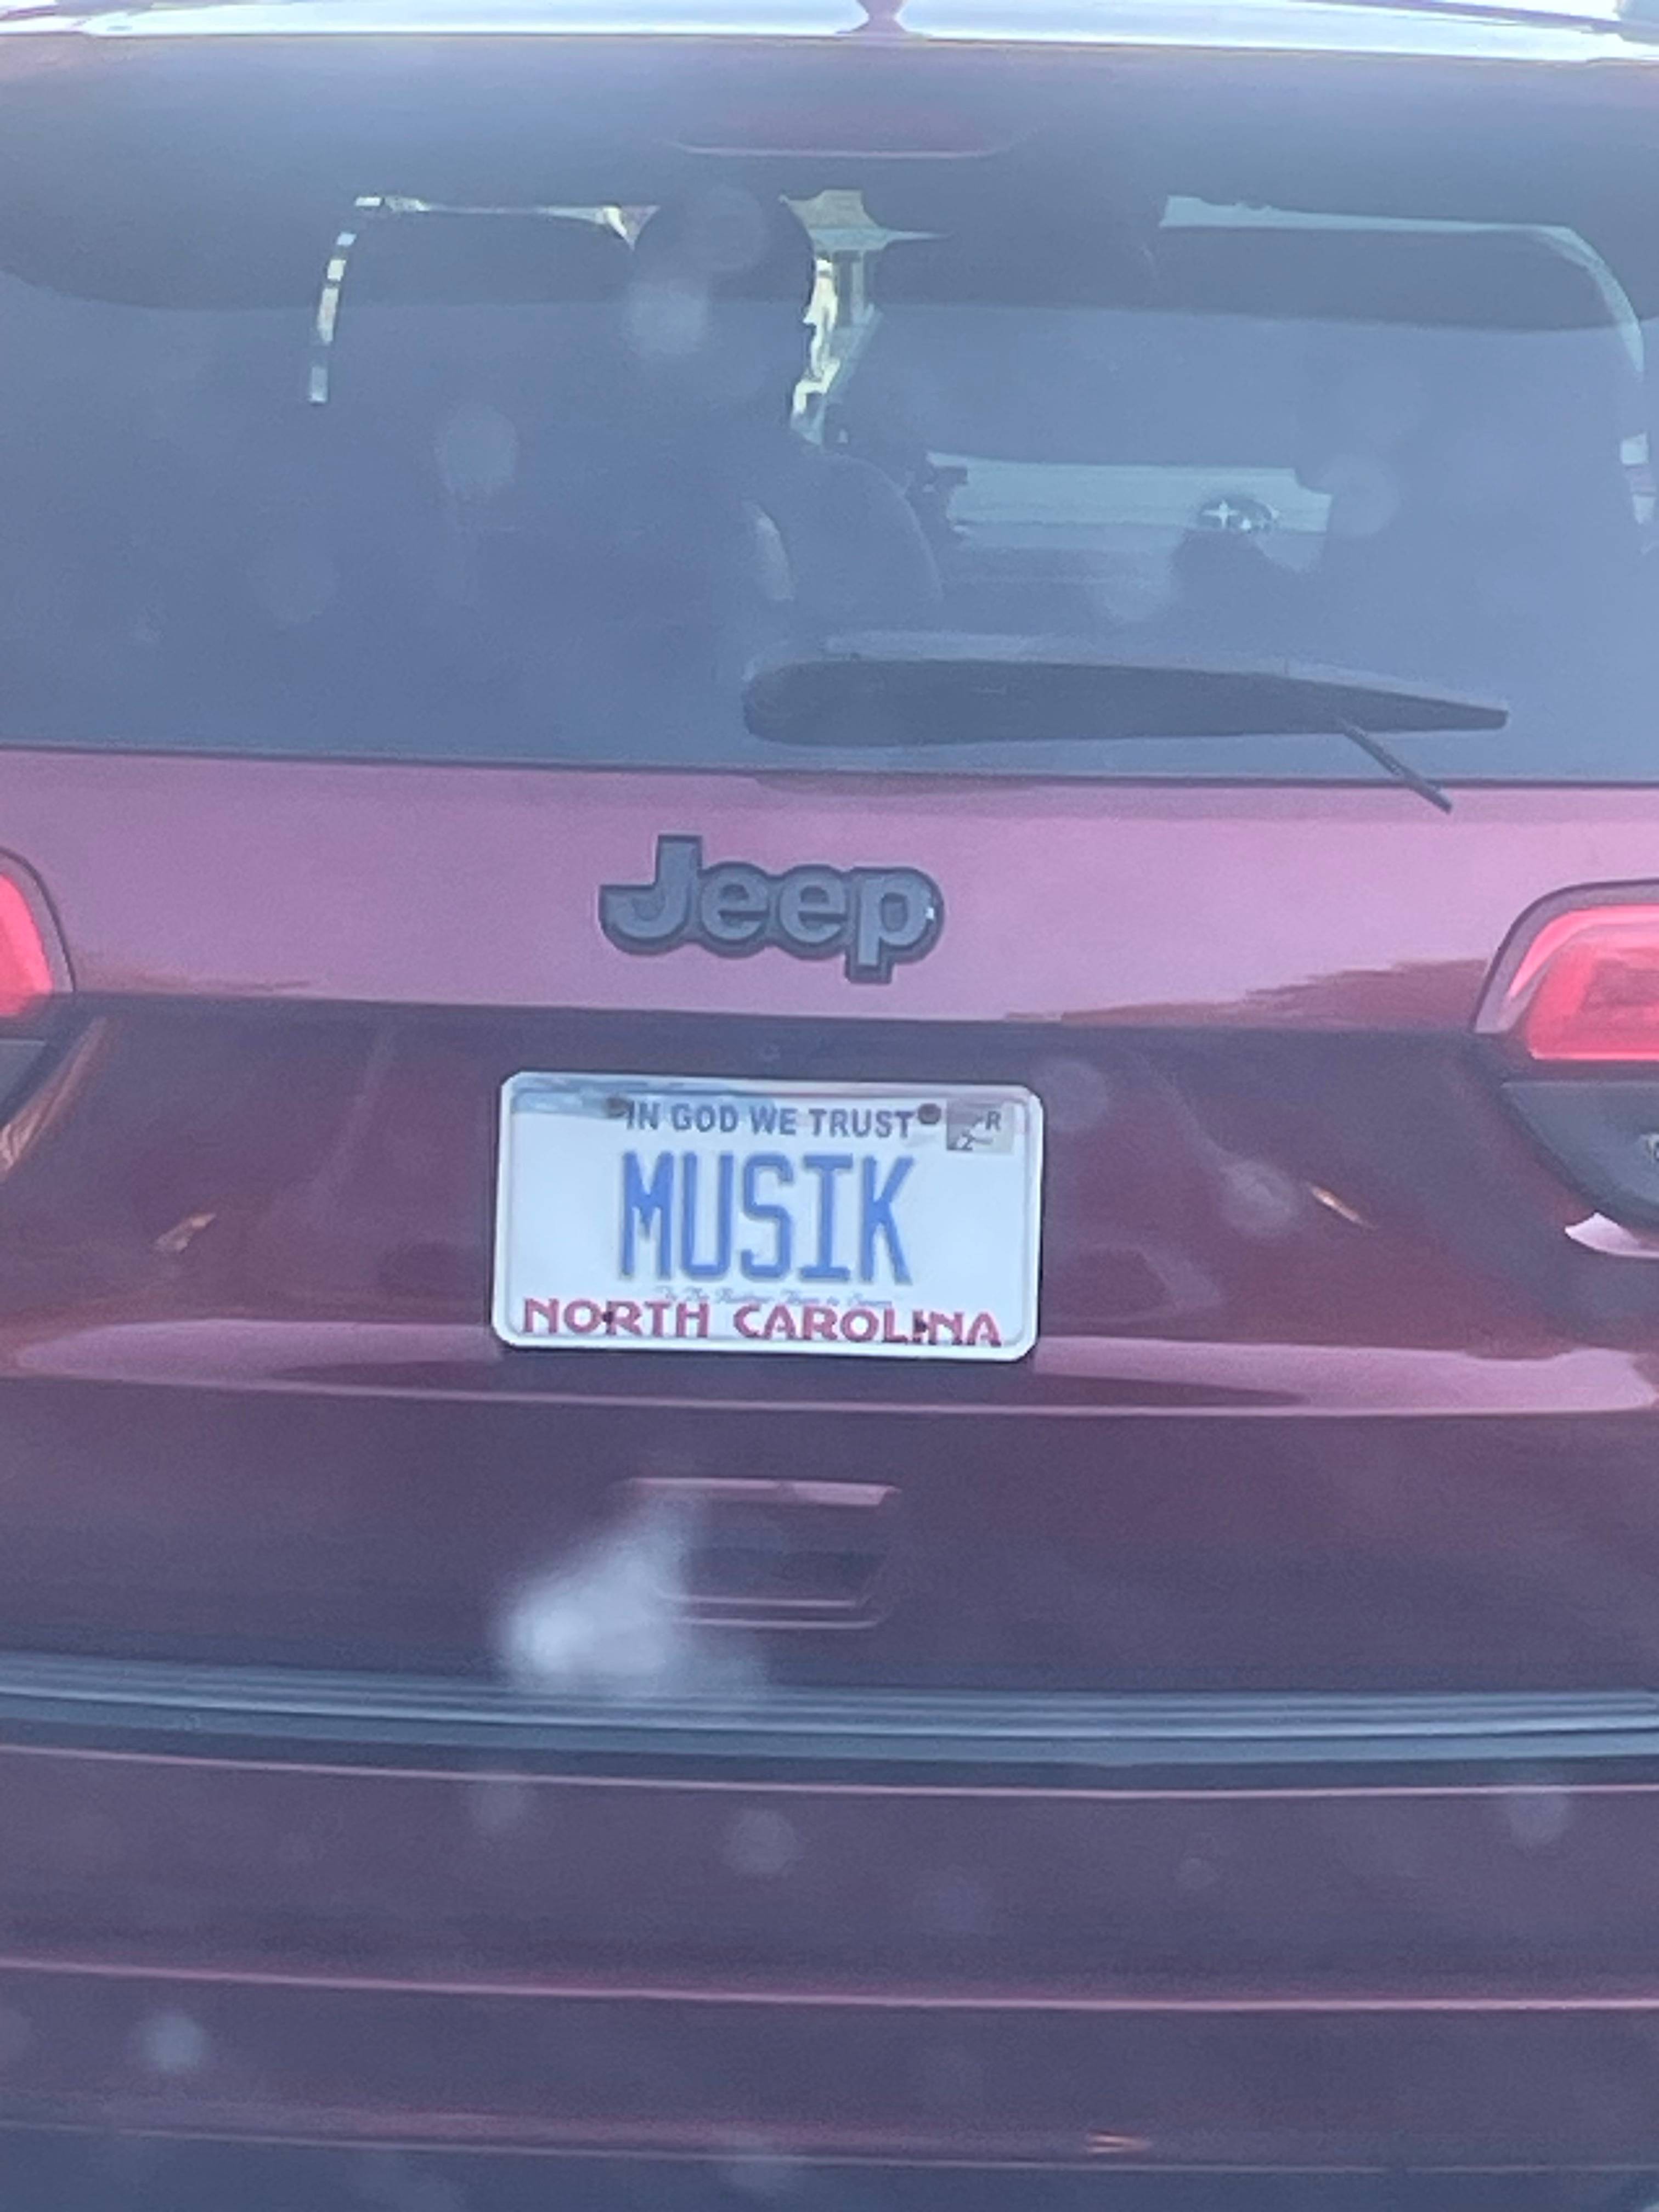 Jeep
IN GOD WE TRUST
MUSIK
NORTH CAROLINA